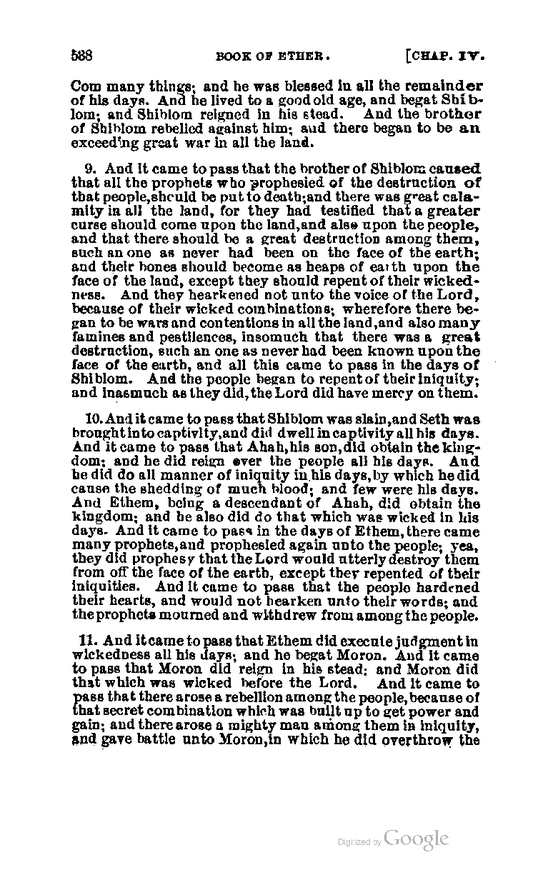 588 BOOK OF ETHER. [CHAP. IV.
Com many things; and he was blessed in all the remainder
of his days. And he lived to a good old age, and begat Shib-
lom; and Shiblom reigned in his stead. And the brother
of Shiblom rebelled against him; and there began to be an
exceeding great war in all the land.
9. And it came to pass that the brother of Shiblom caused
that all the prophets who prophesied of the destruction of
that people,should be put to death;and there was great cala-
mity in all the land, for they had testified that a greater
curse should come upon the land,and also upon the people,
and that there should be a great destruction among them,
such an one as never had been on the face of the earth;
and their bones should become as heaps of earth upon the
face of the land, except they should repent of their wicked-
ness. And they hearkened not unto the voice of the Lord,
because of their wicked combinations; wherefore there be-
gan to be wars and contentions in all the land,and also many
famines and pestilences, insomuch that there was a great
destruction, such an one as never had been known upon the
face of the earth, and all this came to pass in the days of
Shiblom. And the people began to repent of their iniquity;
and inasmuch as they did,the Lord did have mercy on them.
10. And it came to pass that Shiblom was slain,and Seth was
brought into captivity,and did dwell in captivity all his days.
And it came to pass that Ahah,his son,did obtain the king-
dom; and he did reign over the people all his days. And
he did do all manner of iniquity in his days,by which he did
cause the shedding of much blood; and few were his days.
And Ethem, being a descendant of Ahah, did obtain the
kingdom; and he also did do that which was wicked in his
days. And it came to pass in the days of Ethem,there came
many prophets,and prophesied again unto the people; yea,
they did prophesy that the Lord would utterly destroy them
from off the face of the earth, except they repented of their
iniquities. And it came to pass that the people hardened
their hearts, and would not hearken unto their words; and
the prophets mourned and withdrew from among the people.
11. And it came to pass that Ethem did execute judgment in
wickedness all his days; and he begat Moron. And it came
to pass that Moron did reign in his stead; and Moron did
that which was wicked before the Lord. And it came to
pass that there arose a rebellion among the people,because of
that secret combination which was built up to get power and
gain; and there arose a mighty man among them in iniquity,
and gave battle unto Moron,in which he did overthrow the
Digitized by Google